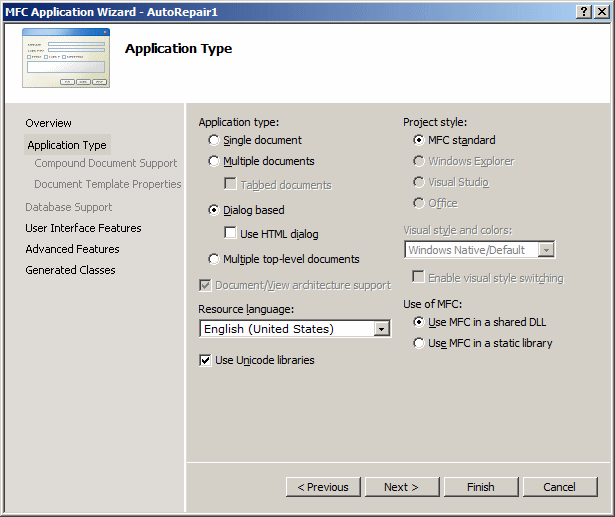 MFC Application Wizard - AutoRepair1
Application Type
Overview
Application Type
Compound Document Support
Document Template Properties
Database Support
User Interface Features
Advanced Features
Generated Classes
Application type:
Single document
Multiple documents
Tabbed documents
Dialog based
Use HTML dialog
Multiple top-level documents
Document/View architecture support
Resource language:
English (United States)
Use Unicode libraries
Project style:
MFC standard
Windows Explorer
Visual Studio
Office
Visual style and colors:
Windows Native/Default
Enable visual style switching
Use of MFC:
Use MFC in a shared DLL
Use MFC in a static library
< Previous
Next >
Finish
Cancel